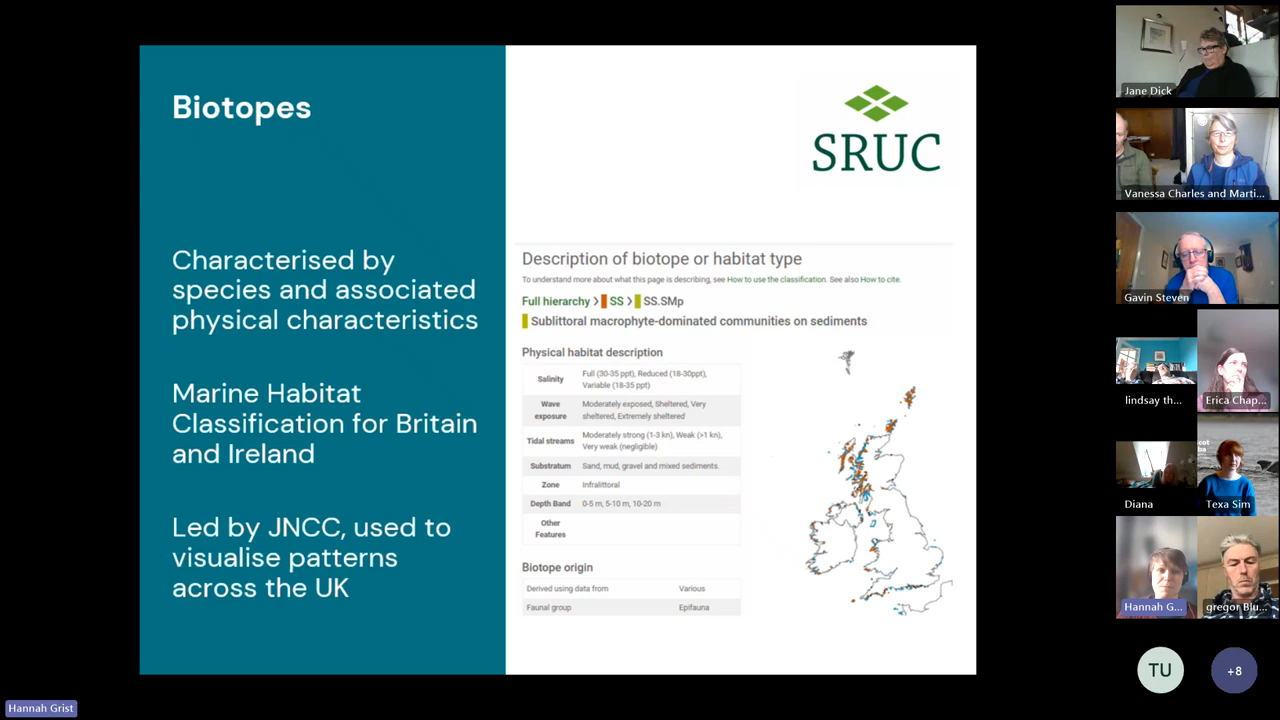 Biotopes
Characterised by
species and associated
physical characteristics
Marine Habitat
Classification for Britain
and Ireland
Led by JNCC, used to
visualise patterns
across the UK
SRUC
Description of biotope or habitat type
To understand more about what this page is describing, see How to use the classification. See also How to cite.
Full hierarchy > SS > SS.SMp
Sublittoral macrophyte-dominated communities on sediments
Physical habitat description
Salinity Full (30-35 ppt), Reduced (18-30ppt),
Variable (18-35 ppt)
Wave
exposure Moderately exposed, Sheltered, Very
sheltered, Extremely sheltered
Tidal streams Moderately strong (1-3 kn), Weak (>1 kn),
Very weak (negligible)
Substratum Sand, mud, gravel and mixed sediments.
Zone Infralittoral
Depth Band 0-5 m, 5-10 m, 10-20 m
Other
Features
Biotope origin
Derived using data from Various
Faunal group Epifauna
Jane Dick
Vanessa Charles and Marti...
Gavin Steven
lindsay th...
Erica Chap...
Diana
Texa Sim
Hannah G...
gregor Blu...
TU
+8
Hannah Grist